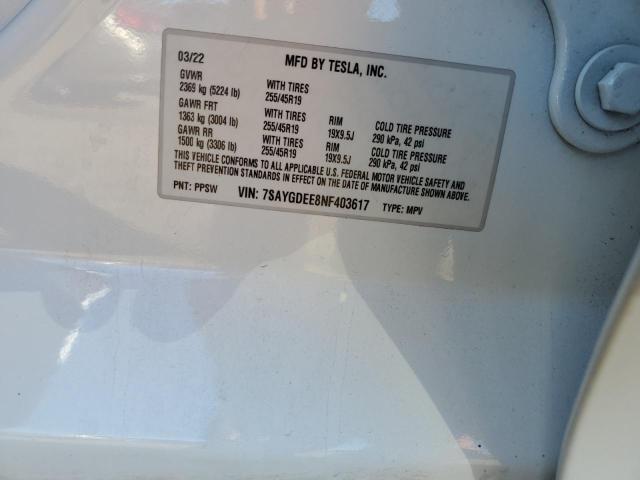 03/22 MFD BY TESLA, INC.
GVWR WITH TIRES
2369 kg (5224 lb) 255/45R19
GAWR FRT WITH TIRES RIM COLD TIRE PRESSURE
1363 kg (3004 lb) 255/45R19 19X9.5J 290 kPa, 42 psi
GAWR RR WITH TIRES RIM COLD TIRE PRESSURE
1500 kg (3306 lb) 255/45R19 19X9.5J 290 kPa, 42 psi
THIS VEHICLE CONFORMS TO ALL APPLICABLE U.S. FEDERAL MOTOR VEHICLE SAFETY AND
THEFT PREVENTION STANDARDS IN EFFECT ON THE DATE OF MANUFACTURE SHOWN ABOVE.
PNT: PPSW VIN: 7SAYGDEE8NF403617 TYPE: MPV